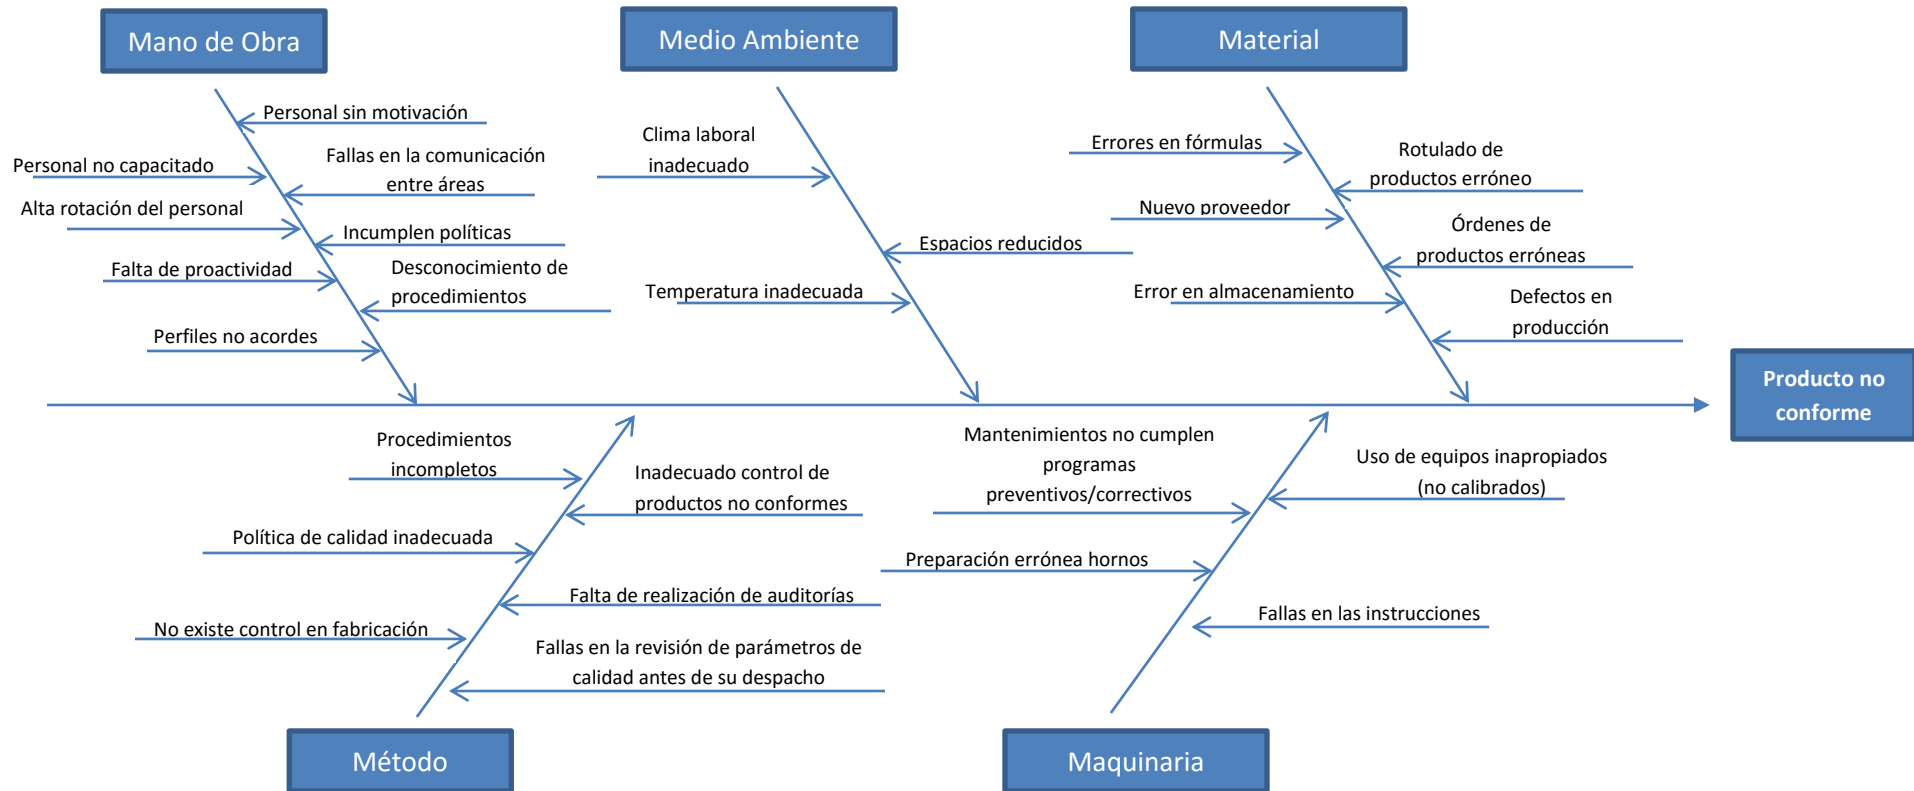 Mano de Obra
Medio Ambiente
Material
Personal sin motivación
Personal no capacitado
Fallas en la comunicación
entre áreas
Alta rotación del personal
Incumplen políticas
Falta de proactividad
Desconocimiento de
procedimientos
Perfiles no acordes
Clima laboral
inadecuado
Espacios reducidos
Temperatura inadecuada
Errores en fórmulas
Rotulado de
productos erróneo
Nuevo proveedor
Órdenes de
productos erróneas
Error en almacenamiento
Defectos en
producción
Producto no
conforme
Procedimientos
incompletos
Inadecuado control de
productos no conformes
Política de calidad inadecuada
Falta de realización de auditorías
No existe control en fabricación
Fallas en la revisión de parámetros de
calidad antes de su despacho
Mantenimientos no cumplen
programas
preventivos/correctivos
Uso de equipos inapropiados
(no calibrados)
Preparación errónea hornos
Fallas en las instrucciones
Método
Maquinaria